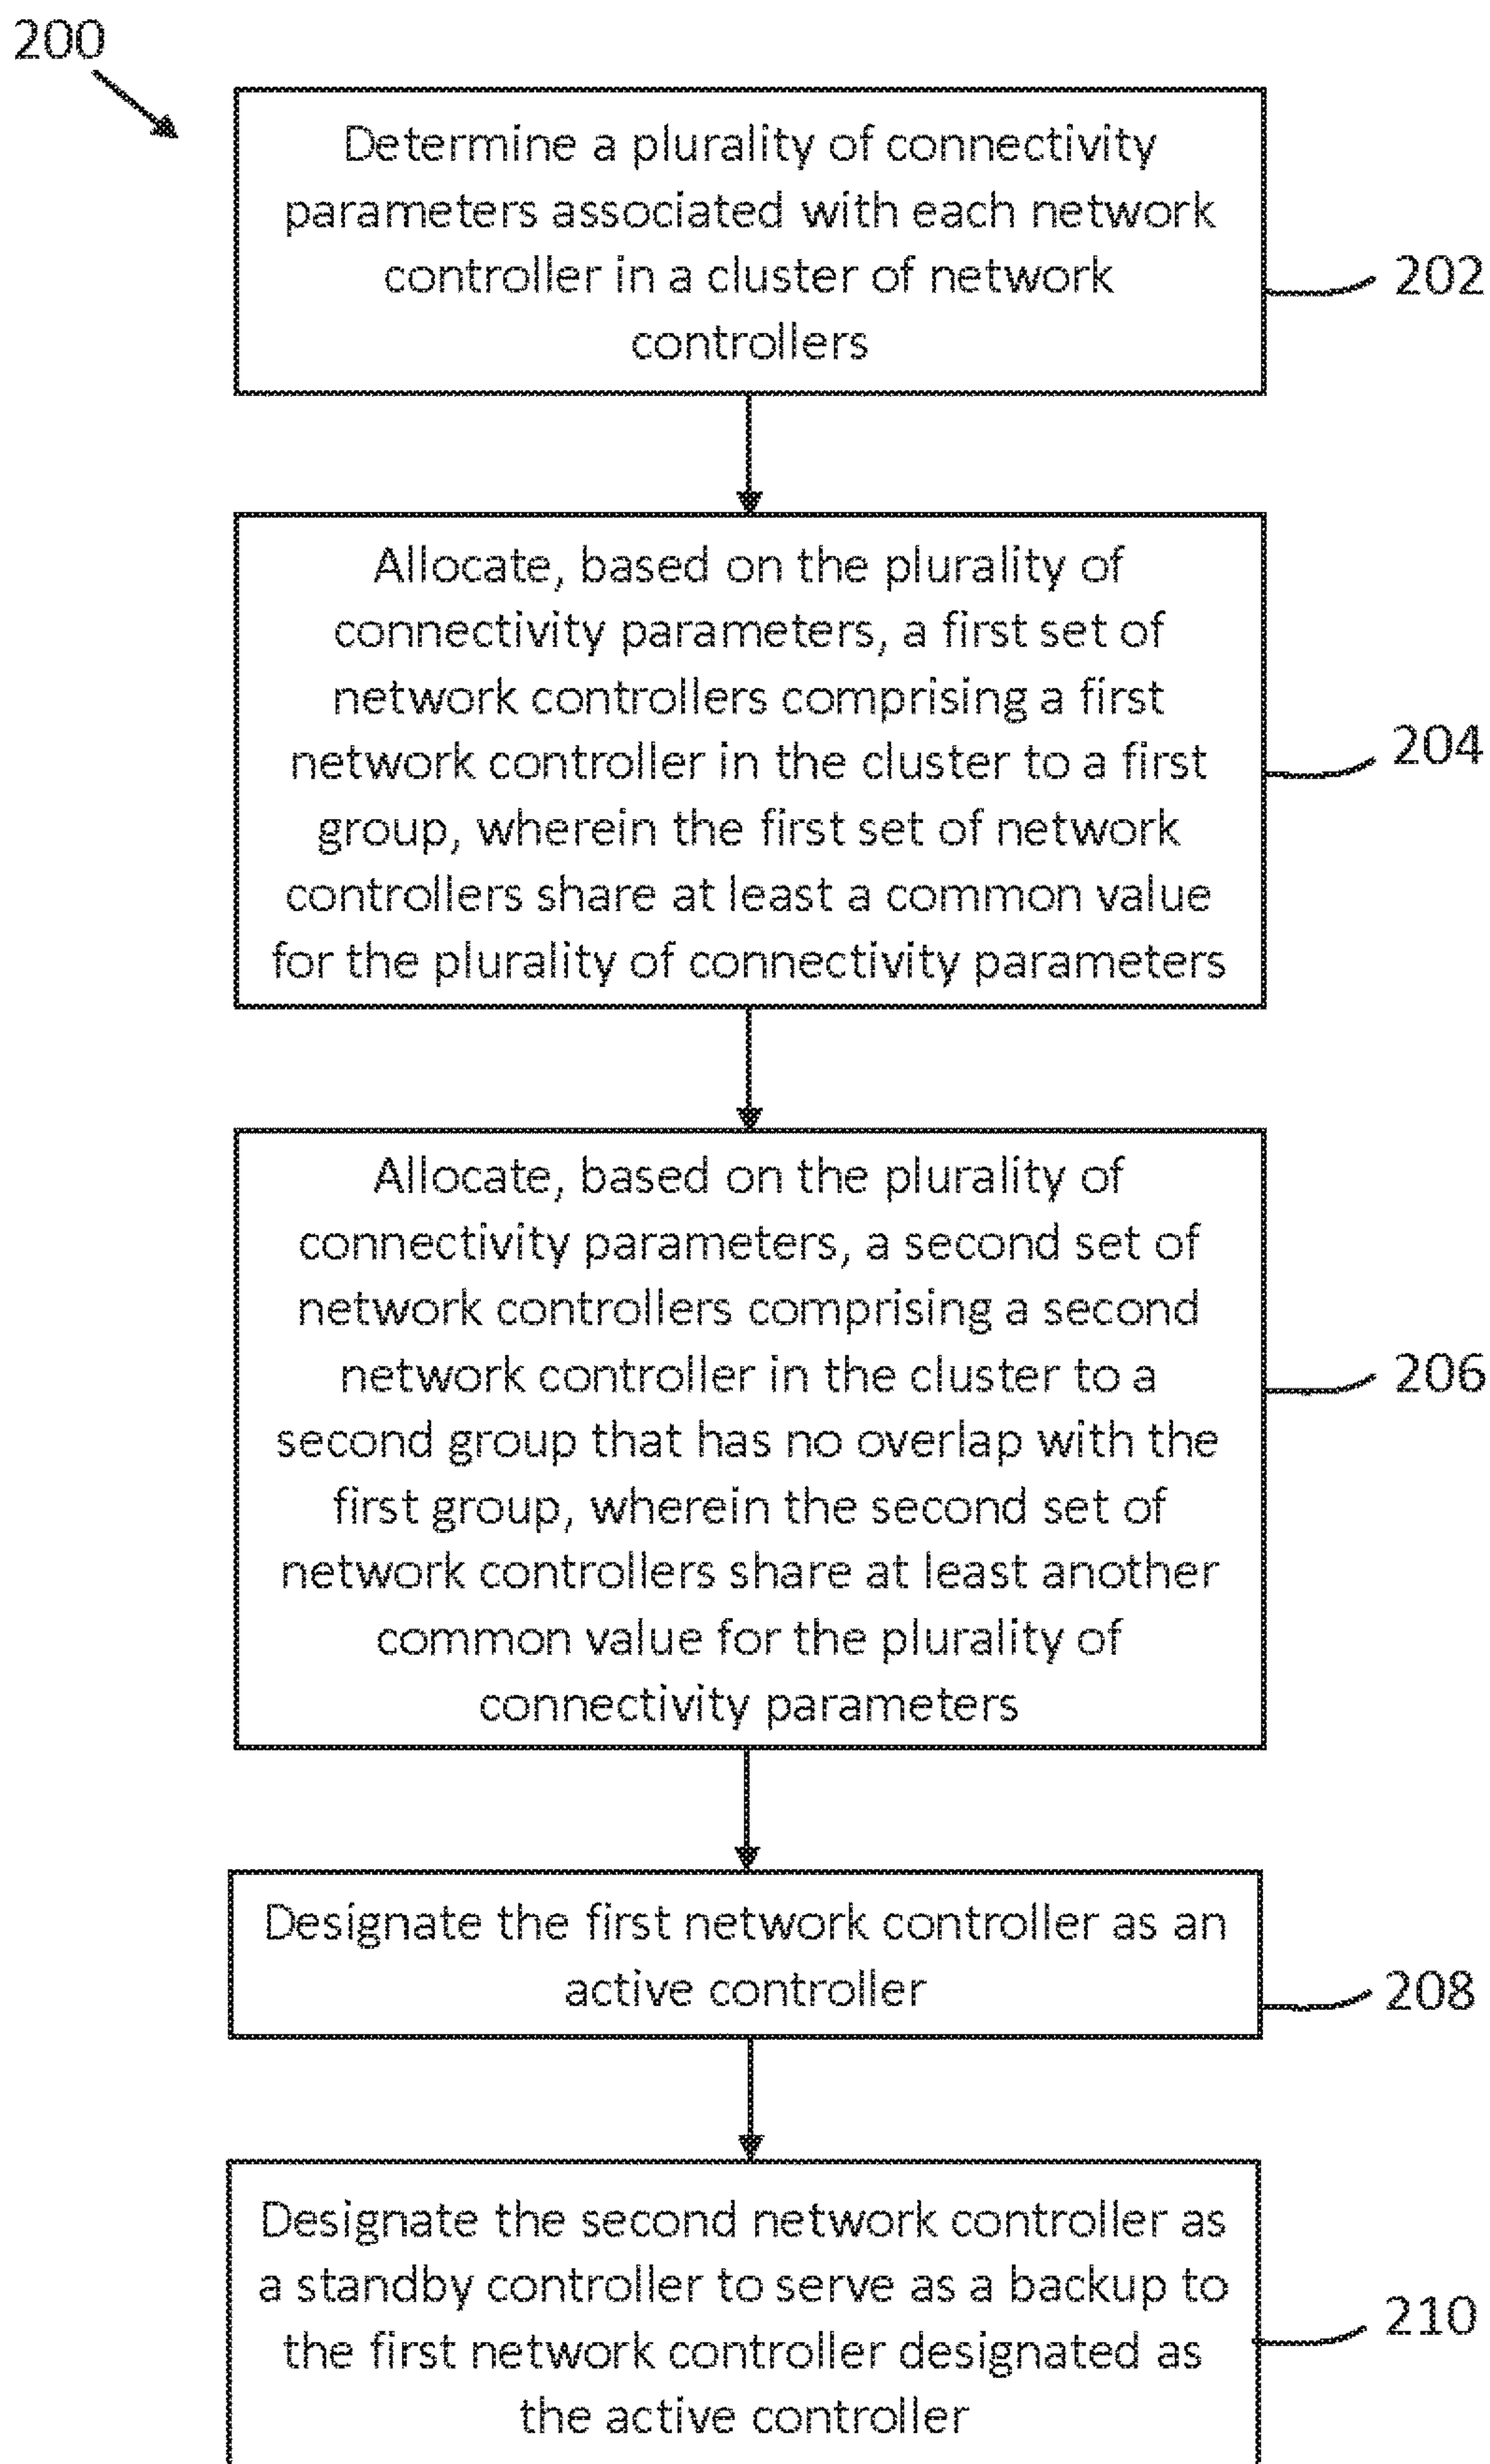 200
Determine a plurality of connectivity
parameters associated with each network
controller in a cluster of network
controllers
202
Allocate, based on the plurality of
connectivity parameters, a first set of
network controllers comprising a first
network controller in the cluster to a first
group, wherein the first set of network
controllers share at least a common value
for the plurality of connectivity parameters
204
Allocate, based on the plurality of
connectivity parameters, a second set of
network controllers comprising a second
network controller in the cluster to a
second group that has no overlap with the
first group, wherein the second set of
network controllers share at least another
common value for the plurality of
connectivity parameters
206
Designate the first network controller as an
active controller
208
Designate the second network controller as
a standby controller to serve as a backup to
the first network controller designated as
the active controller
210